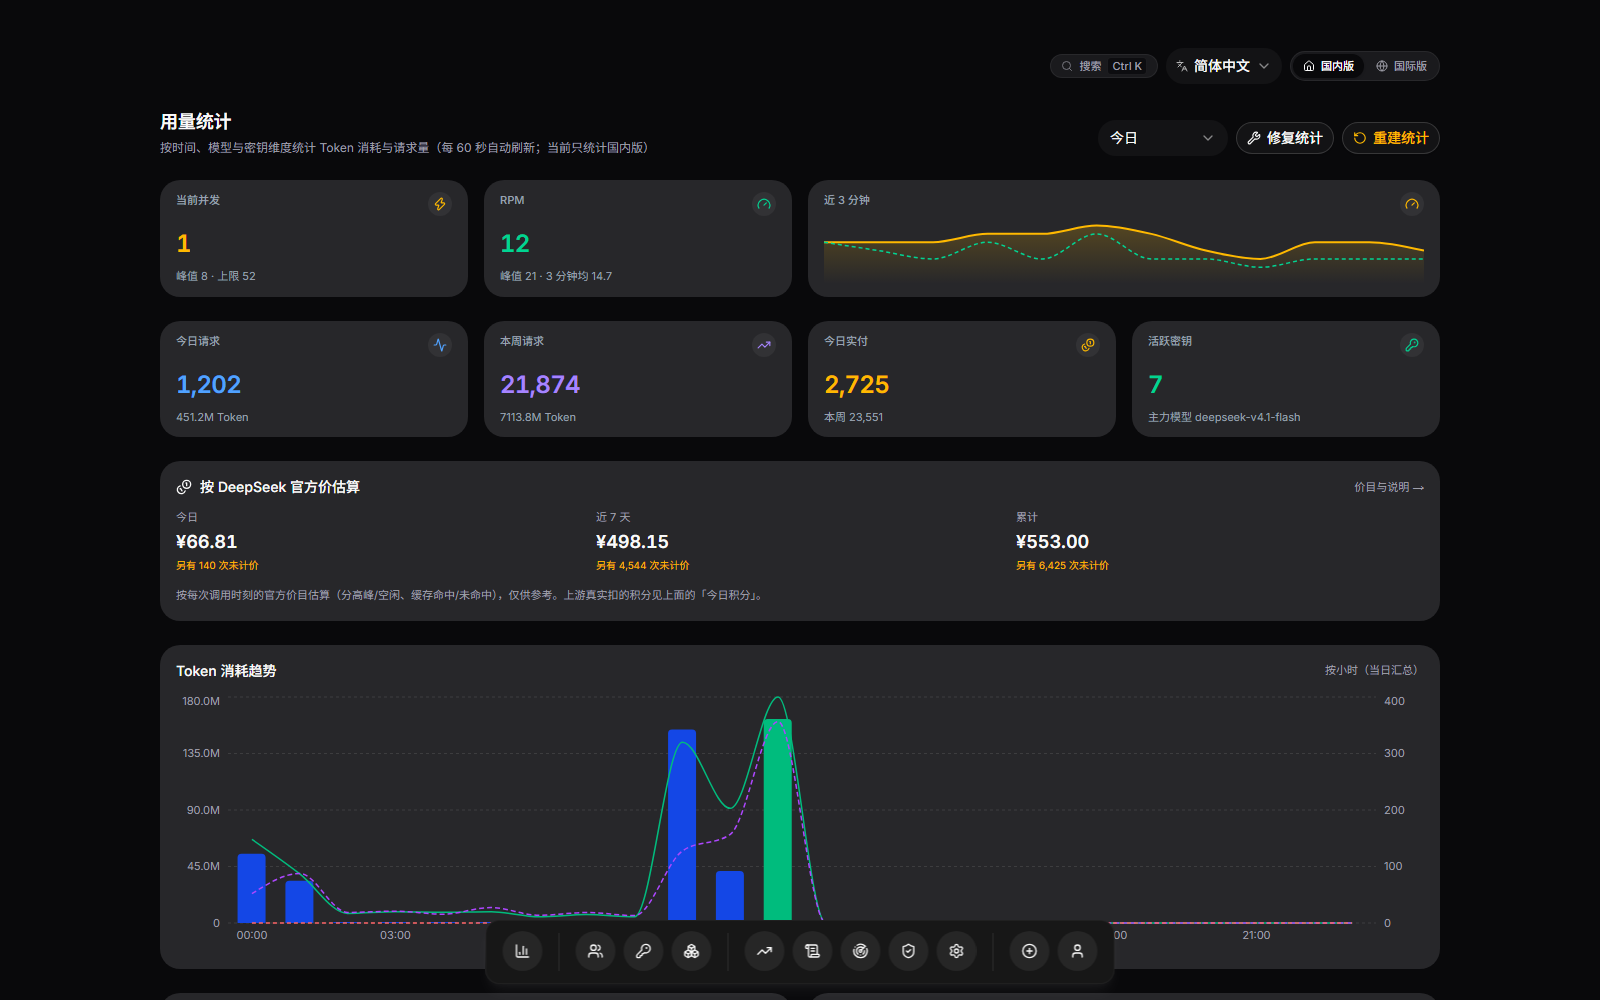 搜索 Ctrl K 简体中文 国内版 国际版
用量统计
按时间、模型与密钥维度统计 Token 消耗与请求量（每 60 秒自动刷新；当前只统计国内版）
今日 修复统计 重建统计
当前并发
1
峰值 8 · 上限 52
RPM
12
峰值 21 · 3 分钟均 14.7
近 3 分钟
今日请求
1,202
451.2M Token
本周请求
21,874
7113.8M Token
今日实付
2,725
本周 23,551
活跃密钥
7
主力模型 deepseek-v4.1-flash
按 DeepSeek 官方价估算
价目与说明 →
今日
¥66.81
另有 140 次未计价
近 7 天
¥498.15
另有 4,544 次未计价
累计
¥553.00
另有 6,425 次未计价
按每次调用时刻的官方价目估算（分高峰/空闲、缓存命中/未命中），仅供参考。上游真实扣的积分见上面的「今日积分」。
Token 消耗趋势
按小时（当日汇总）
180.0M 400
135.0M 300
90.0M 200
45.0M 100
0 0
00:00 03:00 00 21:00